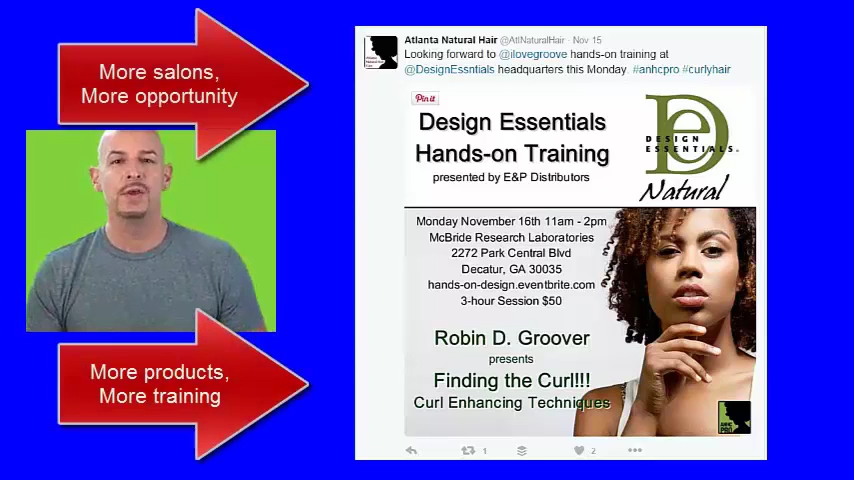 More salons,
More opportunity
More products,
More training
Atlanta Natural Hair @AtlNaturalHair · Nov 15
Looking forward to @ilovegroove hands-on training at
@DesignEssntials headquarters this Monday. #anhcpro #curlyhair
Pin it
Design Essentials
Hands-on Training
presented by E&P Distributors
DESIGN
ESSENTIALS.
Natural
Monday November 16th 11am - 2pm
McBride Research Laboratories
2272 Park Central Blvd
Decatur, GA 30035
hands-on-design.eventbrite.com
3-hour Session $50
Robin D. Groover
presents
Finding the Curl!!!
Curl Enhancing Techniques
1
2